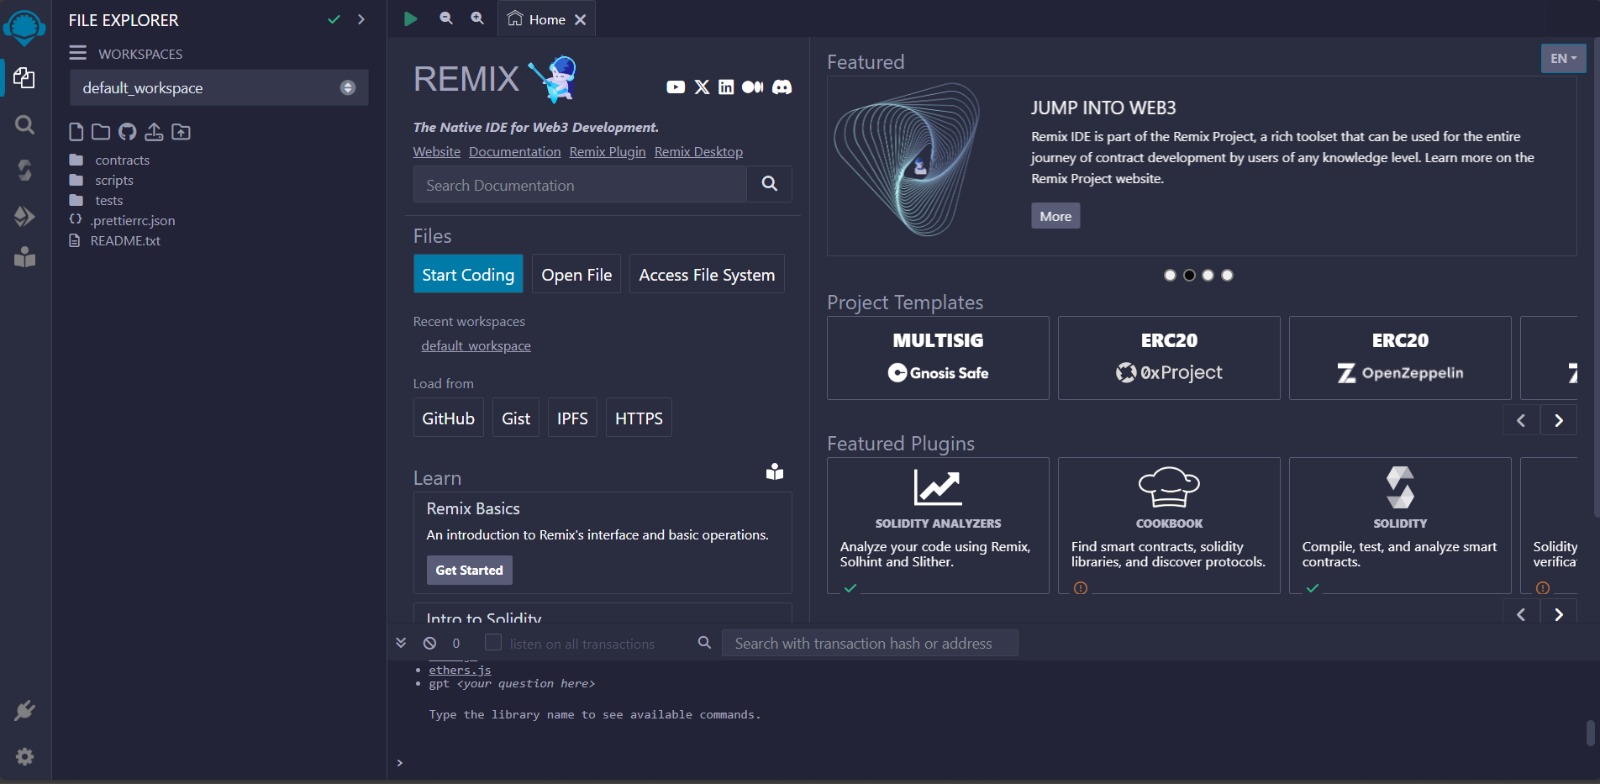 FILE EXPLORER
WORKSPACES
default_workspace
contracts
scripts
tests
{} .prettierrc.json
README.txt
Home
REMIX
The Native IDE for Web3 Development.
Website Documentation Remix Plugin Remix Desktop
Search Documentation
Files
Start Coding Open File Access File System
Recent workspaces
default_workspace
Load from
GitHub Gist IPFS HTTPS
Learn
Remix Basics
An introduction to Remix's interface and basic operations.
Get Started
Intro to Solidity
Featured
EN
JUMP INTO WEB3
Remix IDE is part of the Remix Project, a rich toolset that can be used for the entire
journey of contract development by users of any knowledge level. Learn more on the
Remix Project website.
More
Project Templates
MULTISIG
Gnosis Safe
ERC20
0xProject
ERC20
OpenZeppelin
Featured Plugins
SOLIDITY ANALYZERS
Analyze your code using Remix,
Solhint and Slither.
COOKBOOK
Find smart contracts, solidity
libraries, and discover protocols.
SOLIDITY
Compile, test, and analyze smart
contracts.
Solidity
0 listen on all transactions Search with transaction hash or address
• ethers.js
• gpt <your question here>
Type the library name to see available commands.
>